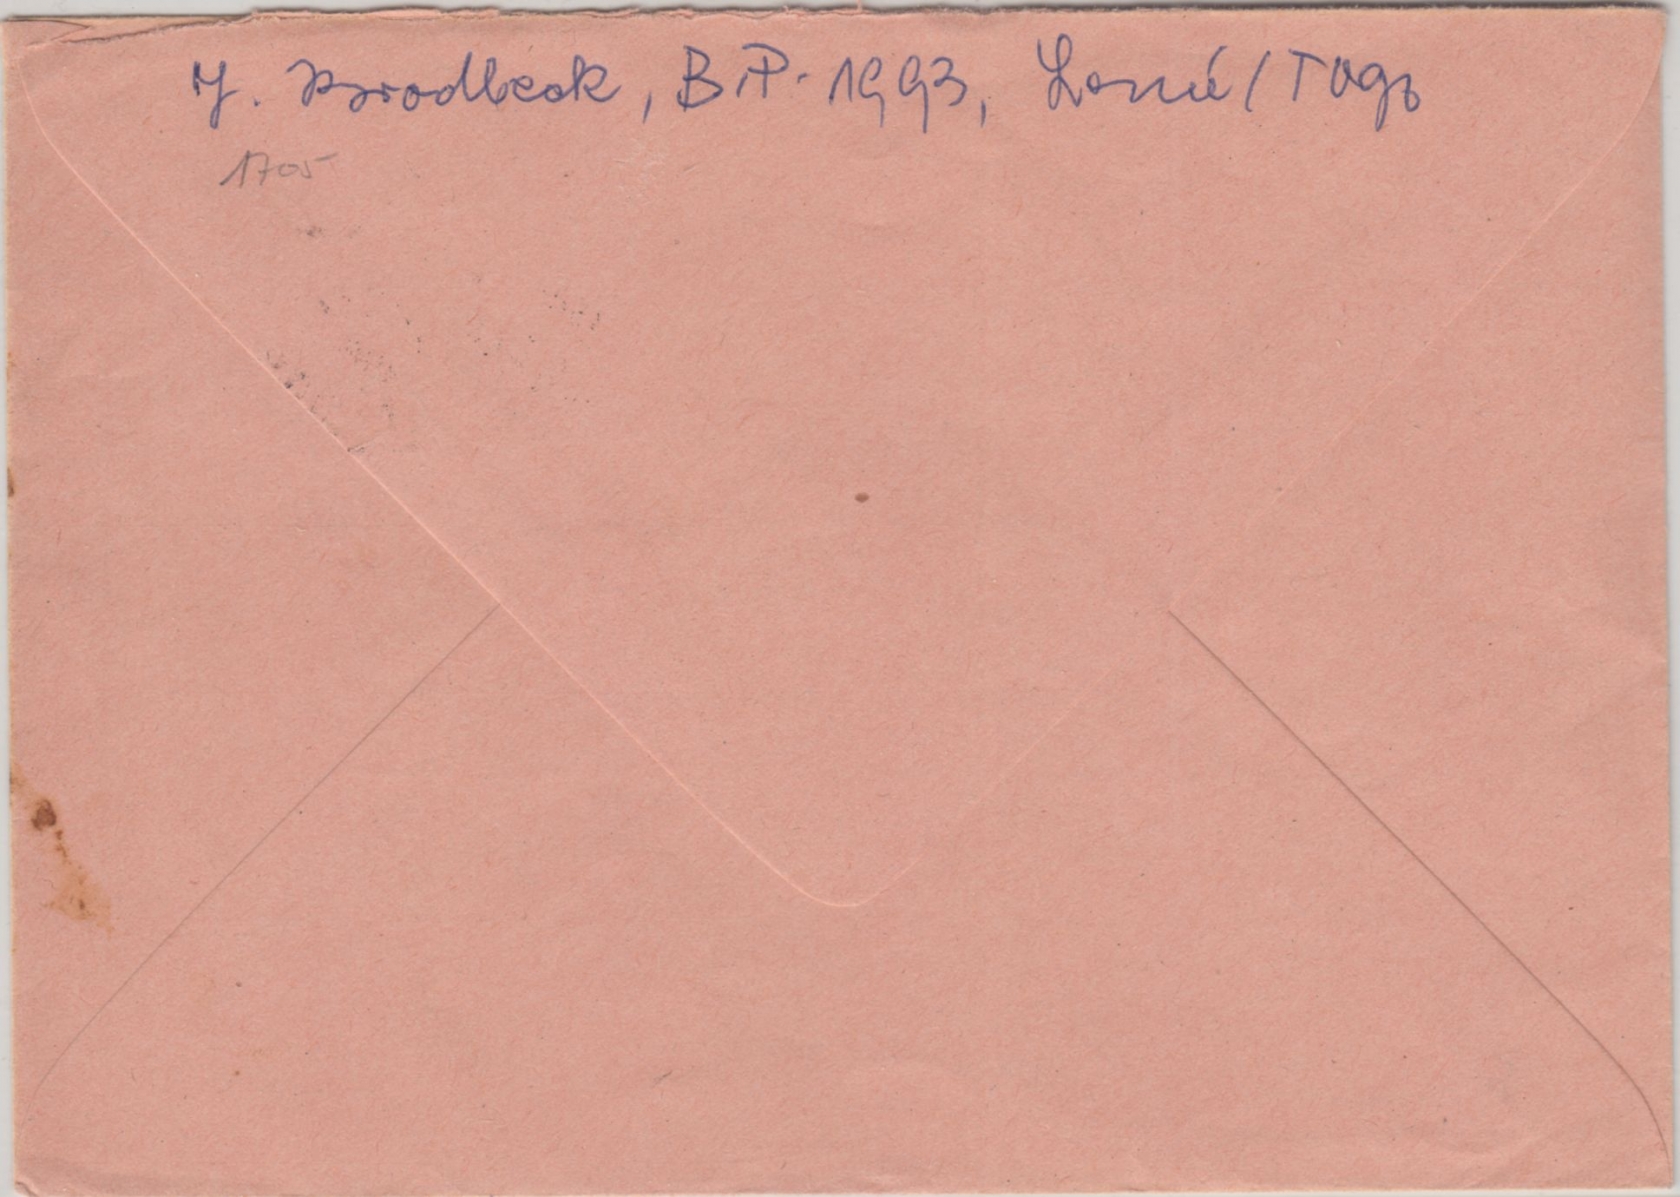 J. Brodbeck, B.P. 1993, Lomé/Togo
1705